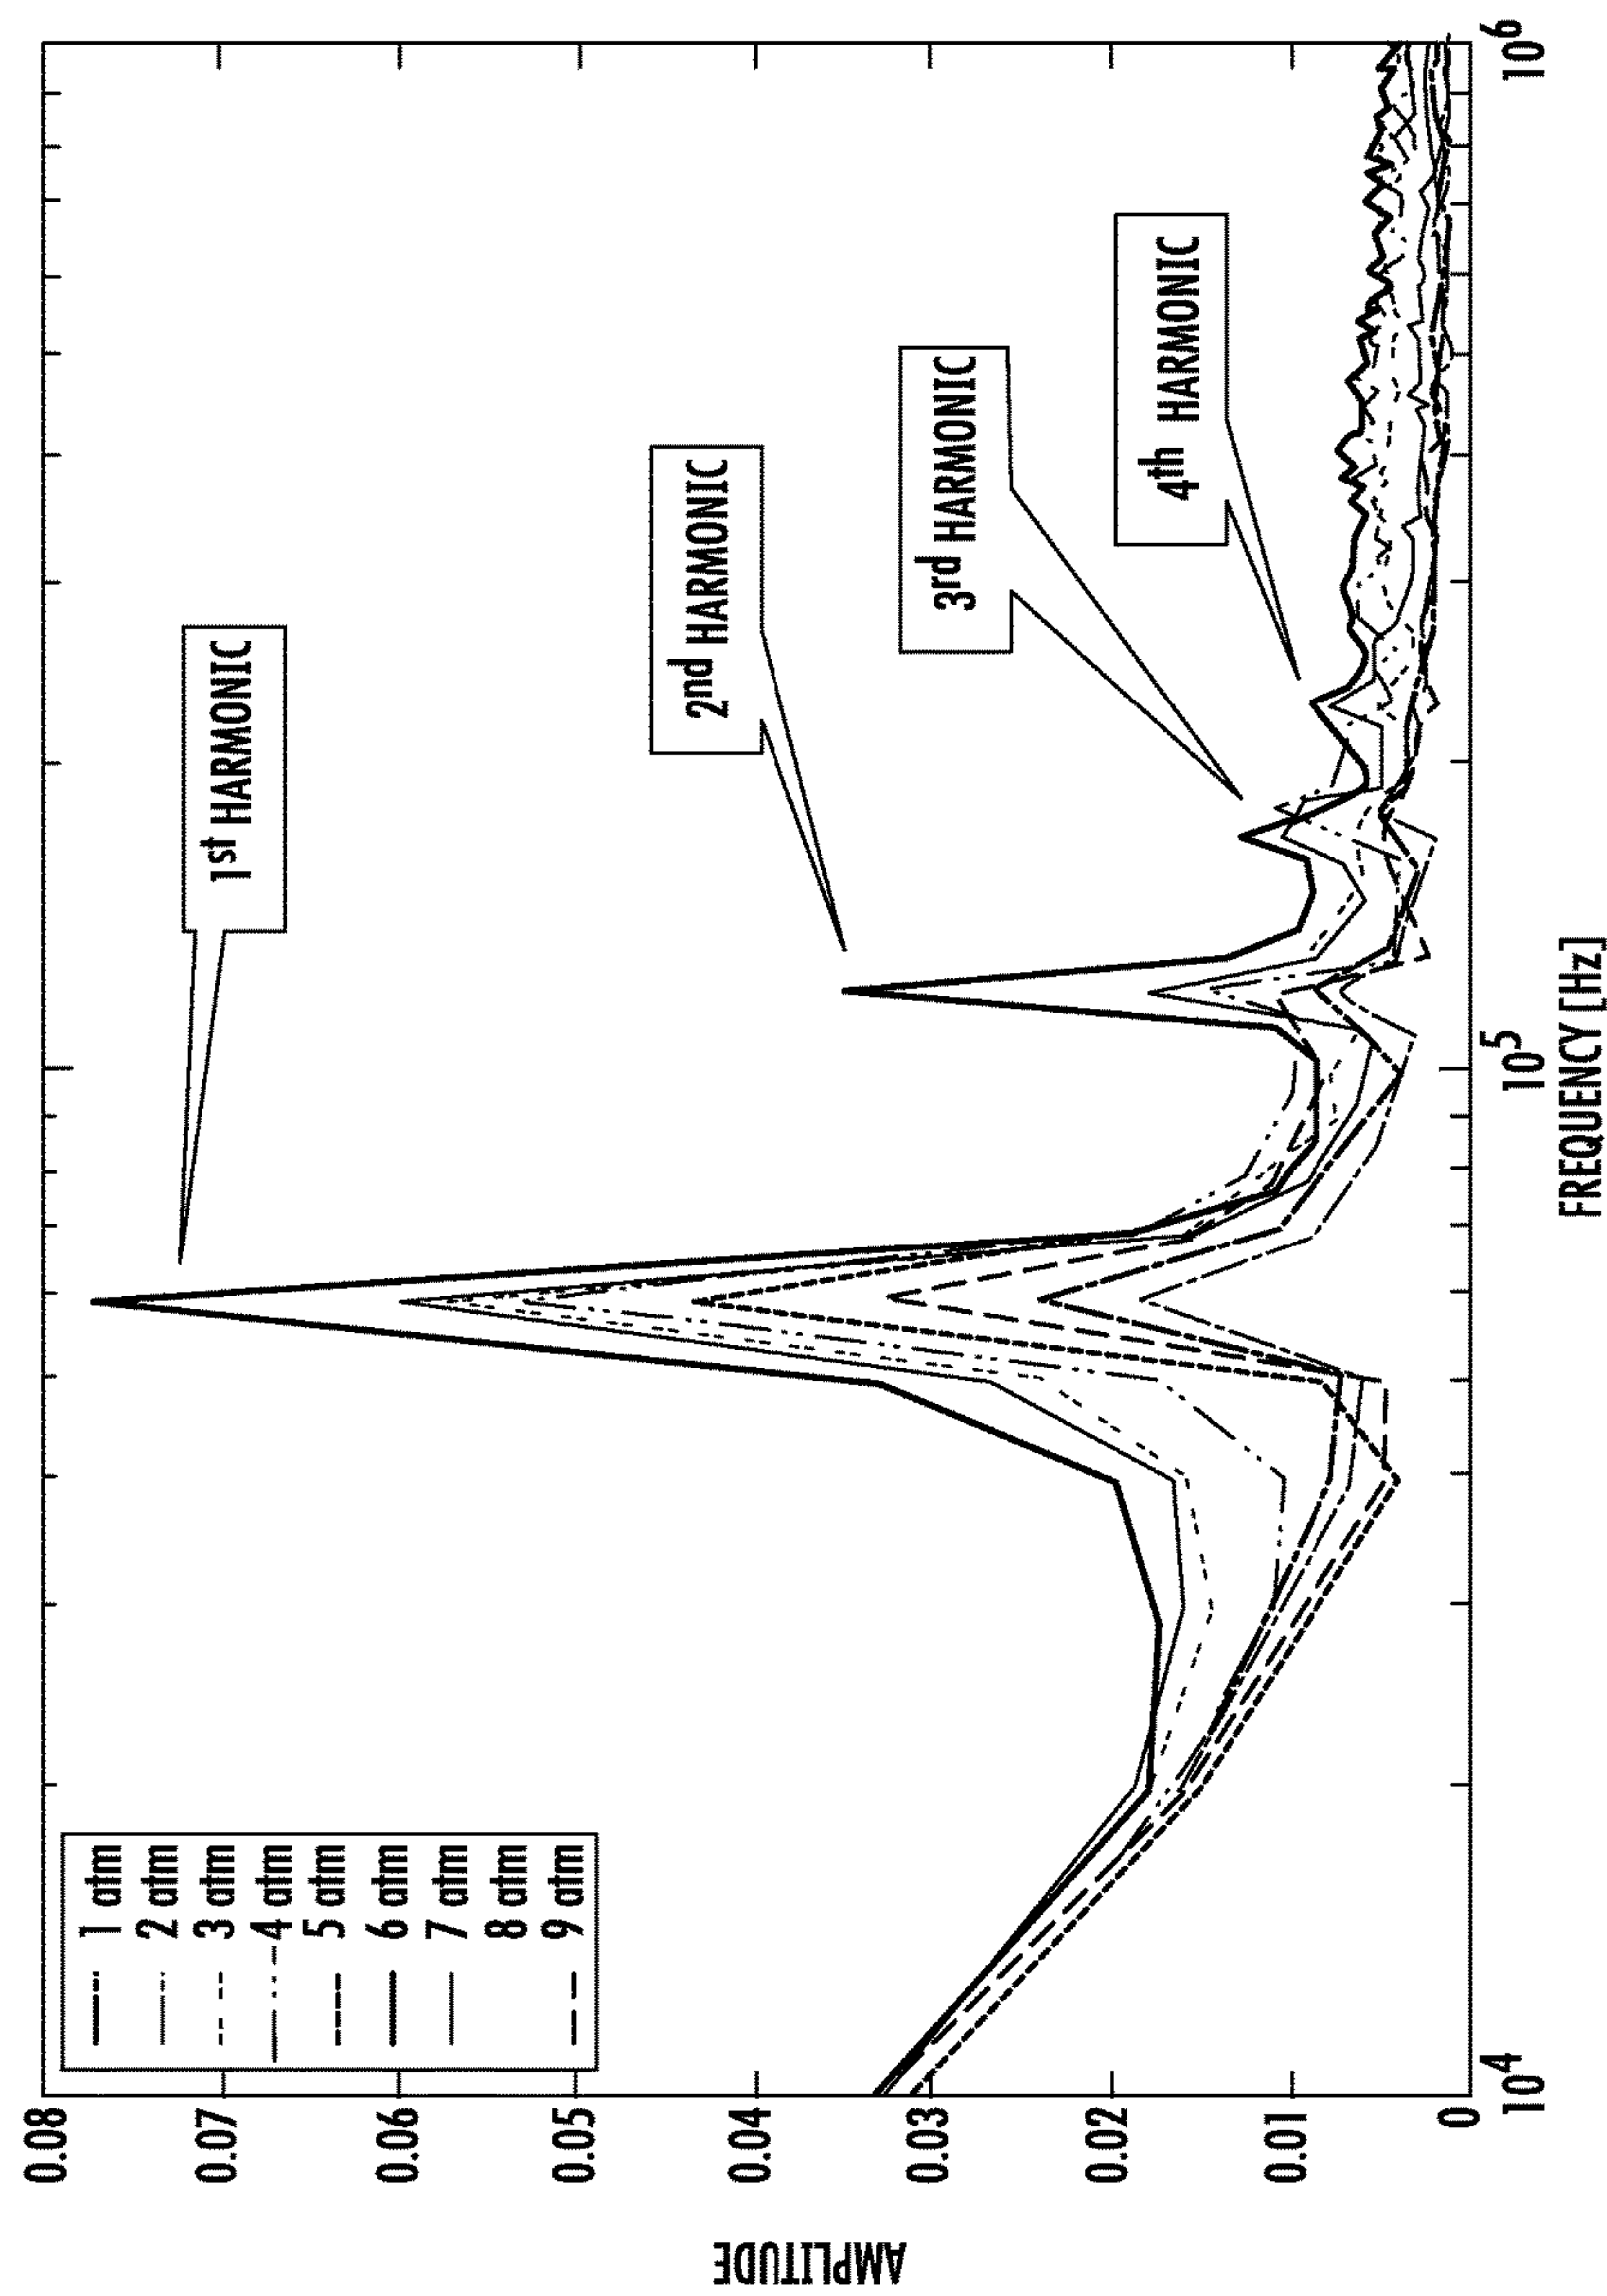 0.08
0.07
0.06
0.05
0.04
0.03
0.02
0.01
0
AMPLITUDE
1 atm
2 atm
3 atm
4 atm
5 atm
6 atm
7 atm
8 atm
9 atm
1st HARMONIC
2nd HARMONIC
3rd HARMONIC
4th HARMONIC
10^4
10^5
10^6
FREQUENCY [Hz]